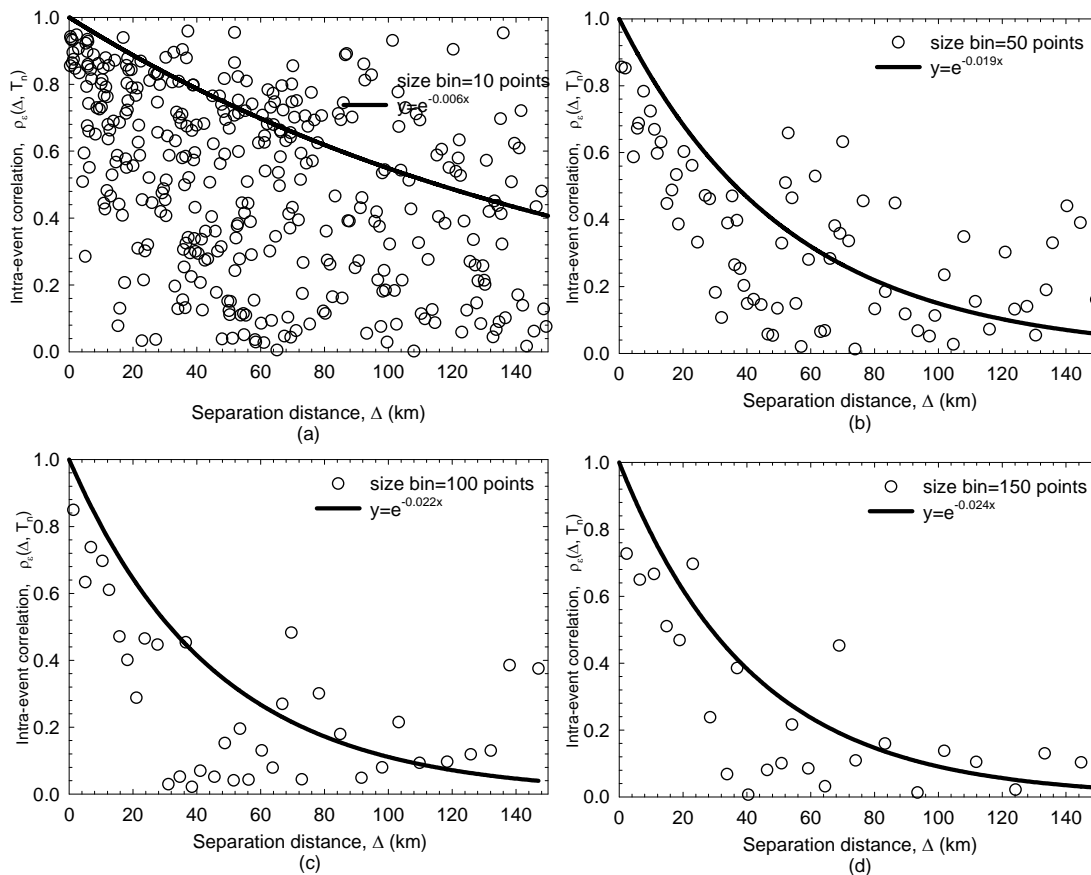 1.0
0.8
0.6
0.4
0.2
0.0
Intra-event correlation, ρε(Δ, Tn)
0 20 40 60 80 100 120 140
Separation distance, Δ (km)
(a)
size bin=10 points
y=e^-0.006x
1.0
0.8
0.6
0.4
0.2
0.0
Intra-event correlation, ρε(Δ, Tn)
0 20 40 60 80 100 120 140
Separation distance, Δ (km)
(b)
size bin=50 points
y=e^-0.019x
1.0
0.8
0.6
0.4
0.2
0.0
Intra-event correlation, ρε(Δ, Tn)
0 20 40 60 80 100 120 140
Separation distance, Δ (km)
(c)
size bin=100 points
y=e^-0.022x
1.0
0.8
0.6
0.4
0.2
0.0
Intra-event correlation, ρε(Δ, Tn)
0 20 40 60 80 100 120 140
Separation distance, Δ (km)
(d)
size bin=150 points
y=e^-0.024x